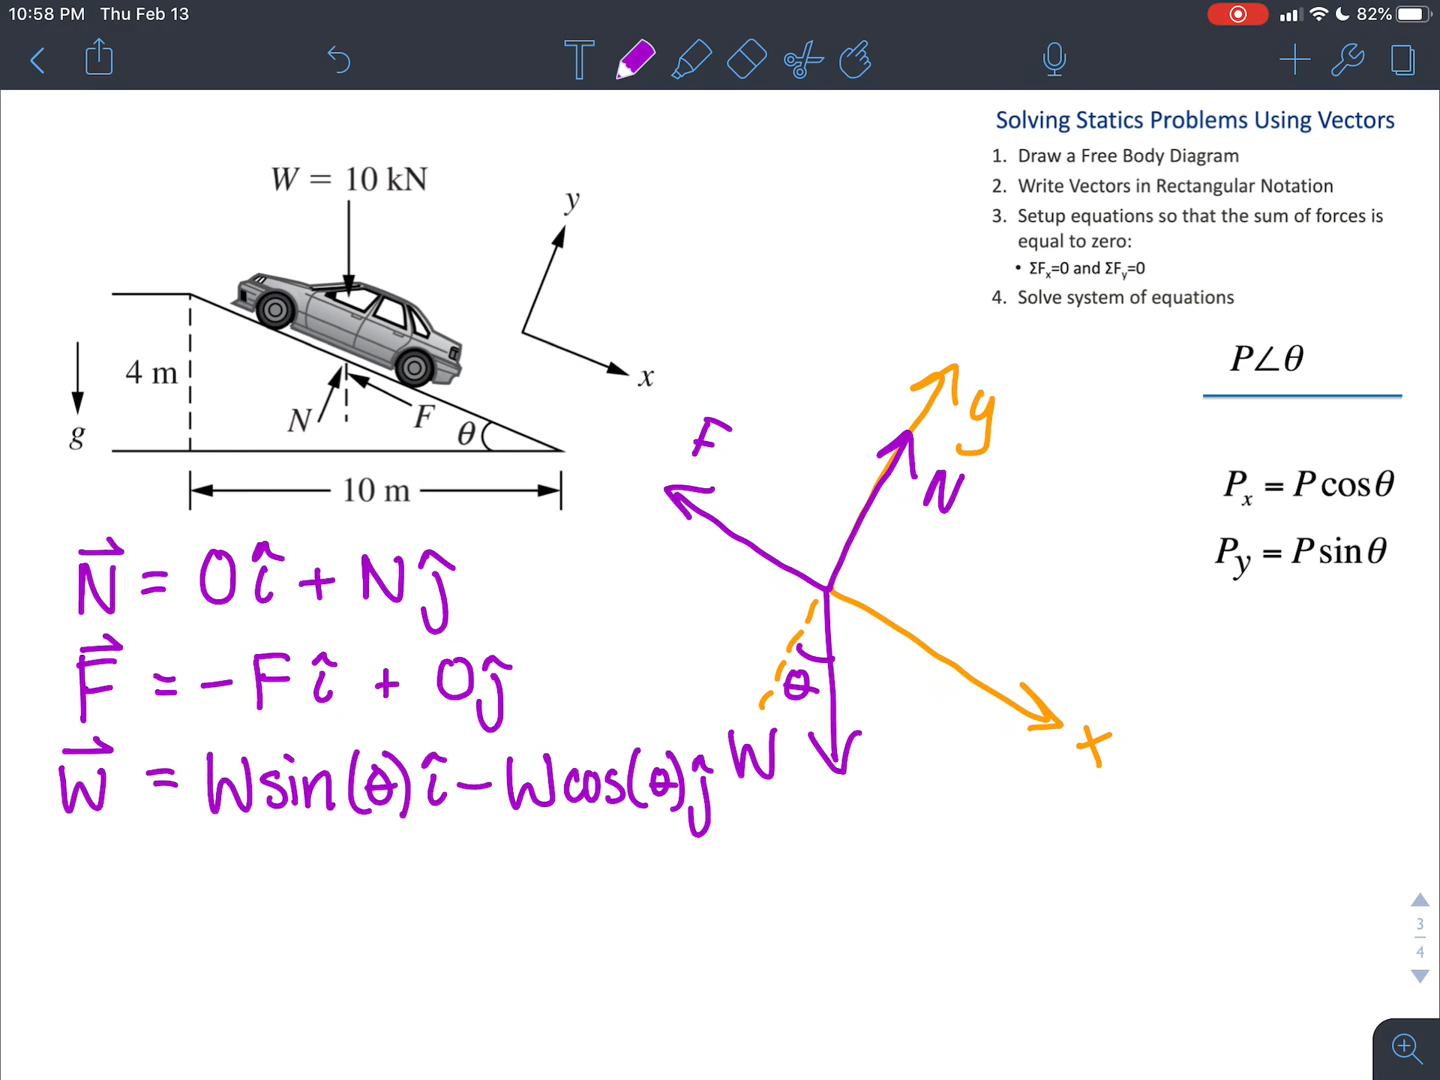 10:58 PM Thu Feb 13
82%
T
Solving Statics Problems Using Vectors
1. Draw a Free Body Diagram
2. Write Vectors in Rectangular Notation
3. Setup equations so that the sum of forces is
equal to zero:
• ΣFₓ=0 and ΣF_y=0
4. Solve system of equations
W = 10 kN
y
x
4 m
g
N
F
θ
10 m
P∠θ
Pₓ = P cos θ
P_y = P sin θ
F
y
N
θ
W
x
N⃗ = 0î + Nĵ
F⃗ = -Fî + 0ĵ
W⃗ = Wsin(θ)î - Wcos(θ)ĵ
3
4